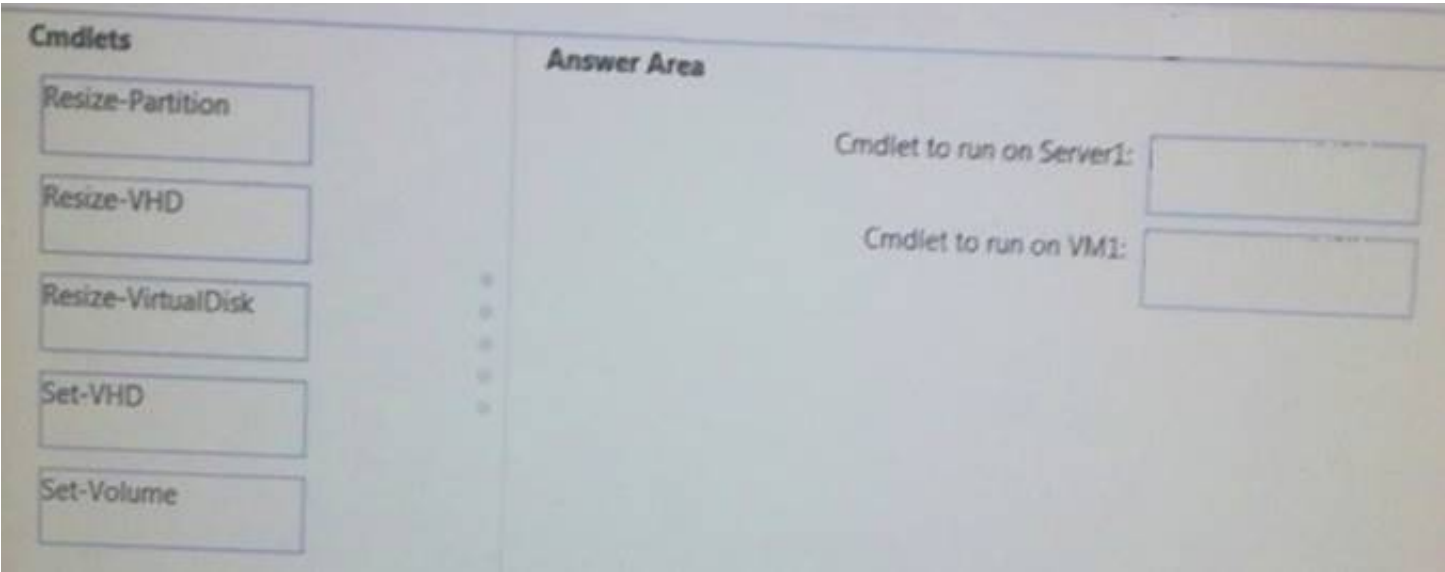 Cmdlets
Resize-Partition
Resize-VHD
Resize-VirtualDisk
Set-VHD
Set-Volume
Answer Area
Cmdlet to run on Server1:
Cmdlet to run on VM1: